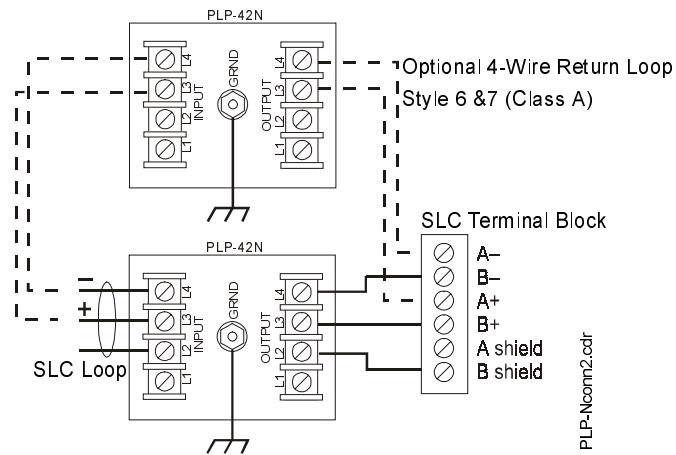 PLP-42N
L4
L3
L2
L1
INPUT
GRND
OUTPUT
L4
L3
L2
L1
Optional 4-Wire Return Loop
Style 6 &7 (Class A)
SLC Terminal Block
A–
B–
A+
B+
A shield
B shield
PLP-42N
–
+
SLC Loop
L4
L3
L2
L1
INPUT
GRND
OUTPUT
L4
L3
L2
L1
PLP-Nconn2.cdr